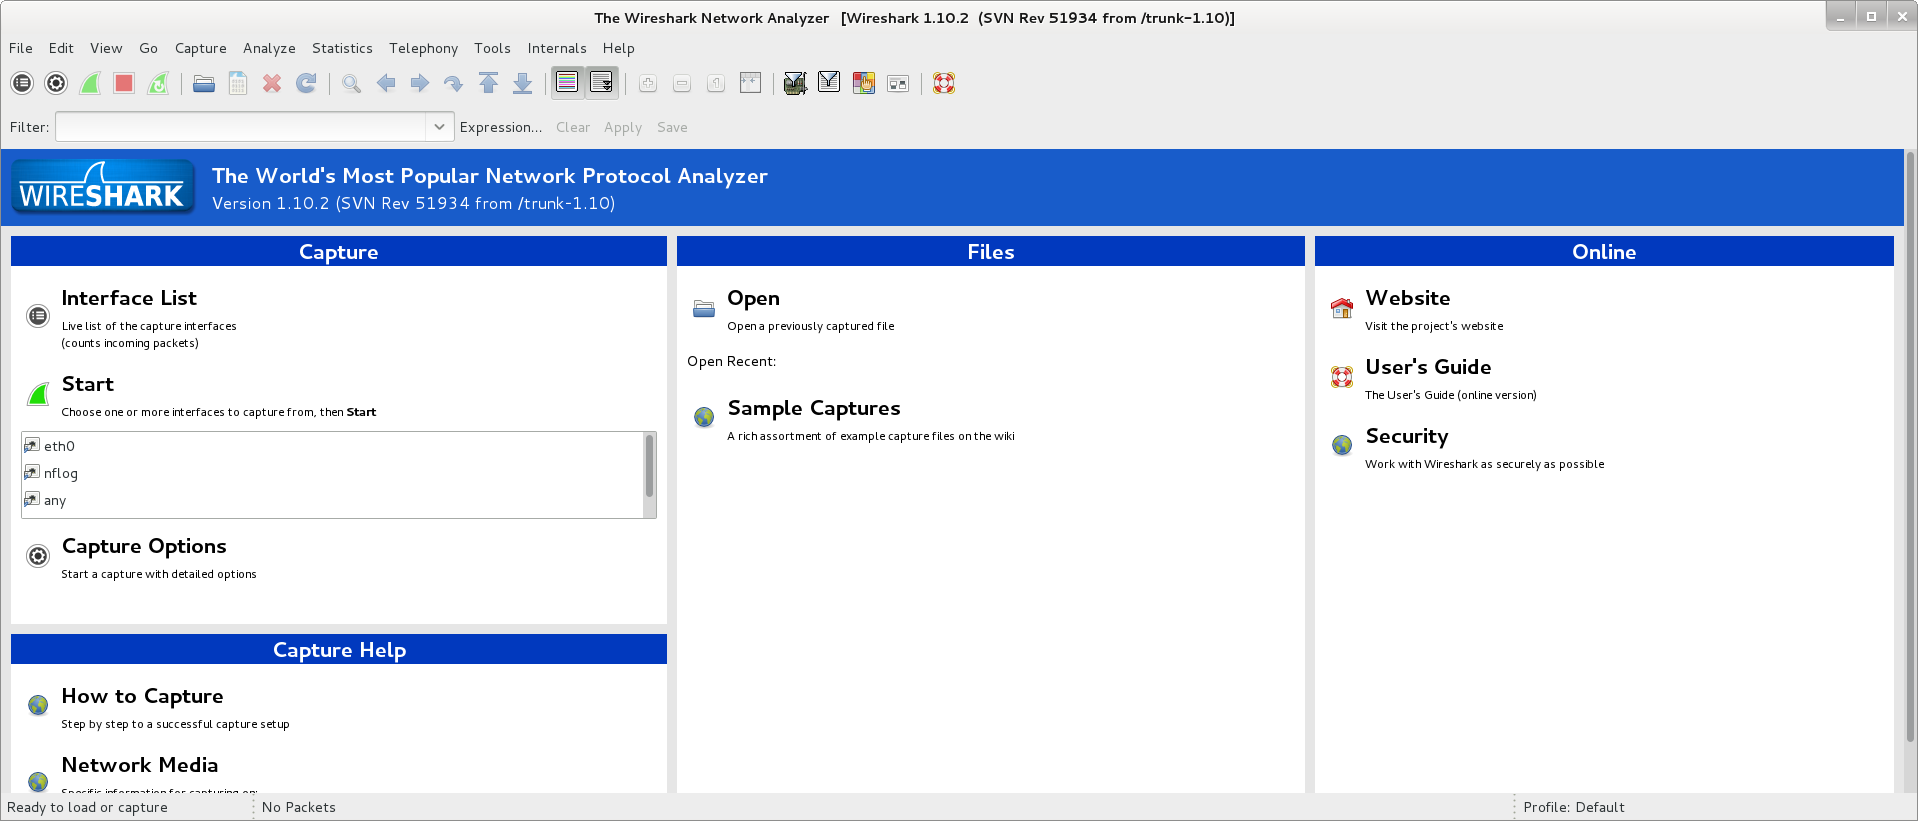 The Wireshark Network Analyzer [Wireshark 1.10.2 (SVN Rev 51934 from /trunk-1.10)]
File Edit View Go Capture Analyze Statistics Telephony Tools Internals Help
Filter: Expression... Clear Apply Save
WIRESHARK
The World's Most Popular Network Protocol Analyzer
Version 1.10.2 (SVN Rev 51934 from /trunk-1.10)
Capture
Interface List
Live list of the capture interfaces
(counts incoming packets)
Start
Choose one or more interfaces to capture from, then Start
eth0
nflog
any
Capture Options
Start a capture with detailed options
Capture Help
How to Capture
Step by step to a successful capture setup
Network Media
Specific information for capturing on:
Files
Open
Open a previously captured file
Open Recent:
Sample Captures
A rich assortment of example capture files on the wiki
Online
Website
Visit the project's website
User's Guide
The User's Guide (online version)
Security
Work with Wireshark as securely as possible
Ready to load or capture
No Packets
Profile: Default